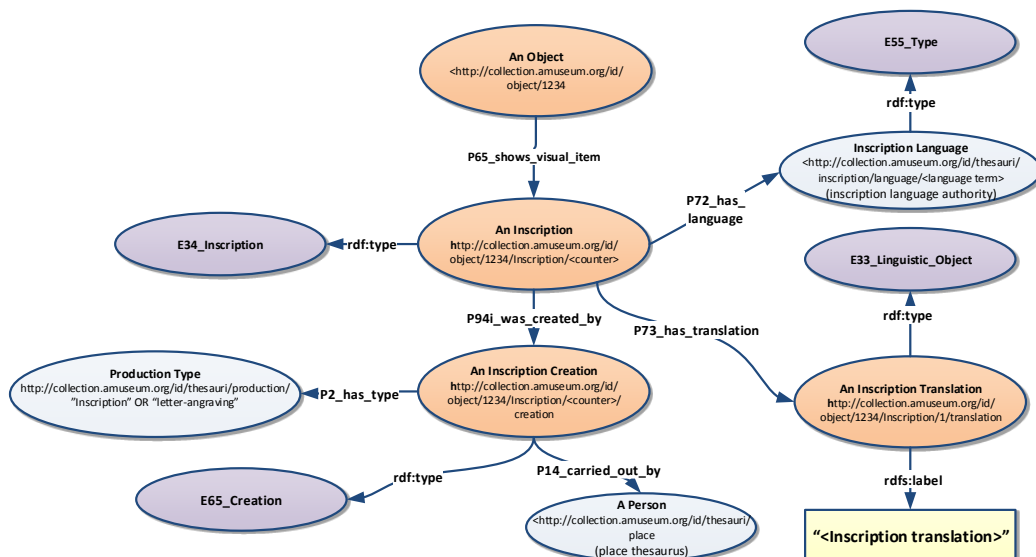 An Object
<http://collection.amuseum.org/id/
object/1234
E55_Type
rdf:type
P65_shows_visual_item
Inscription Language
<http://collection.amuseum.org/id/thesauri/
inscription/language/<language term>
(inscription language authority)
P72_has_
language
An Inscription
http://collection.amuseum.org/id/
object/1234/Inscription/<counter>
rdf:type
E34_Inscription
E33_Linguistic_Object
P94i_was_created_by
P73_has_translation
rdf:type
Production Type
http://collection.amuseum.org/id/thesauri/production/
"Inscription" OR "letter-angraving"
P2_has_type
An Inscription Creation
http://collection.amuseum.org/id/
object/1234/Inscription/<counter>/
creation
An Inscription Translation
http://collection.amuseum.org/id/
object/1234/Inscription/1/translation
rdf:type
P14_carried_out_by
rdfs:label
E65_Creation
A Person
<http://collection.amuseum.org/id/thesauri/
place
(place thesaurus)
"<Inscription translation>"